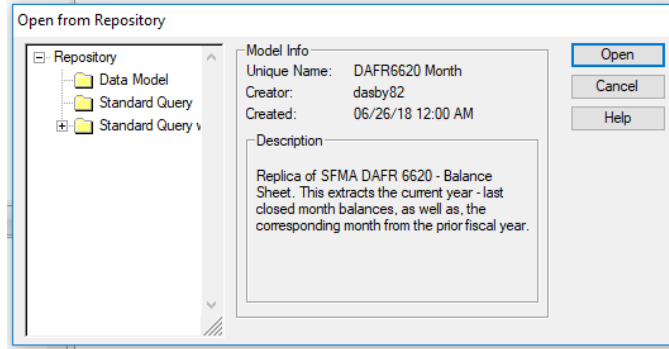 Open from Repository
Repository
Data Model
Standard Query
Standard Query
Model Info
Unique Name: DAFR6620 Month
Creator: dasby82
Created: 06/26/18 12:00 AM
Description
Replica of SFMA DAFR 6620 - Balance
Sheet. This extracts the current year - last
closed month balances, as well as, the
corresponding month from the prior fiscal year.
Open
Cancel
Help